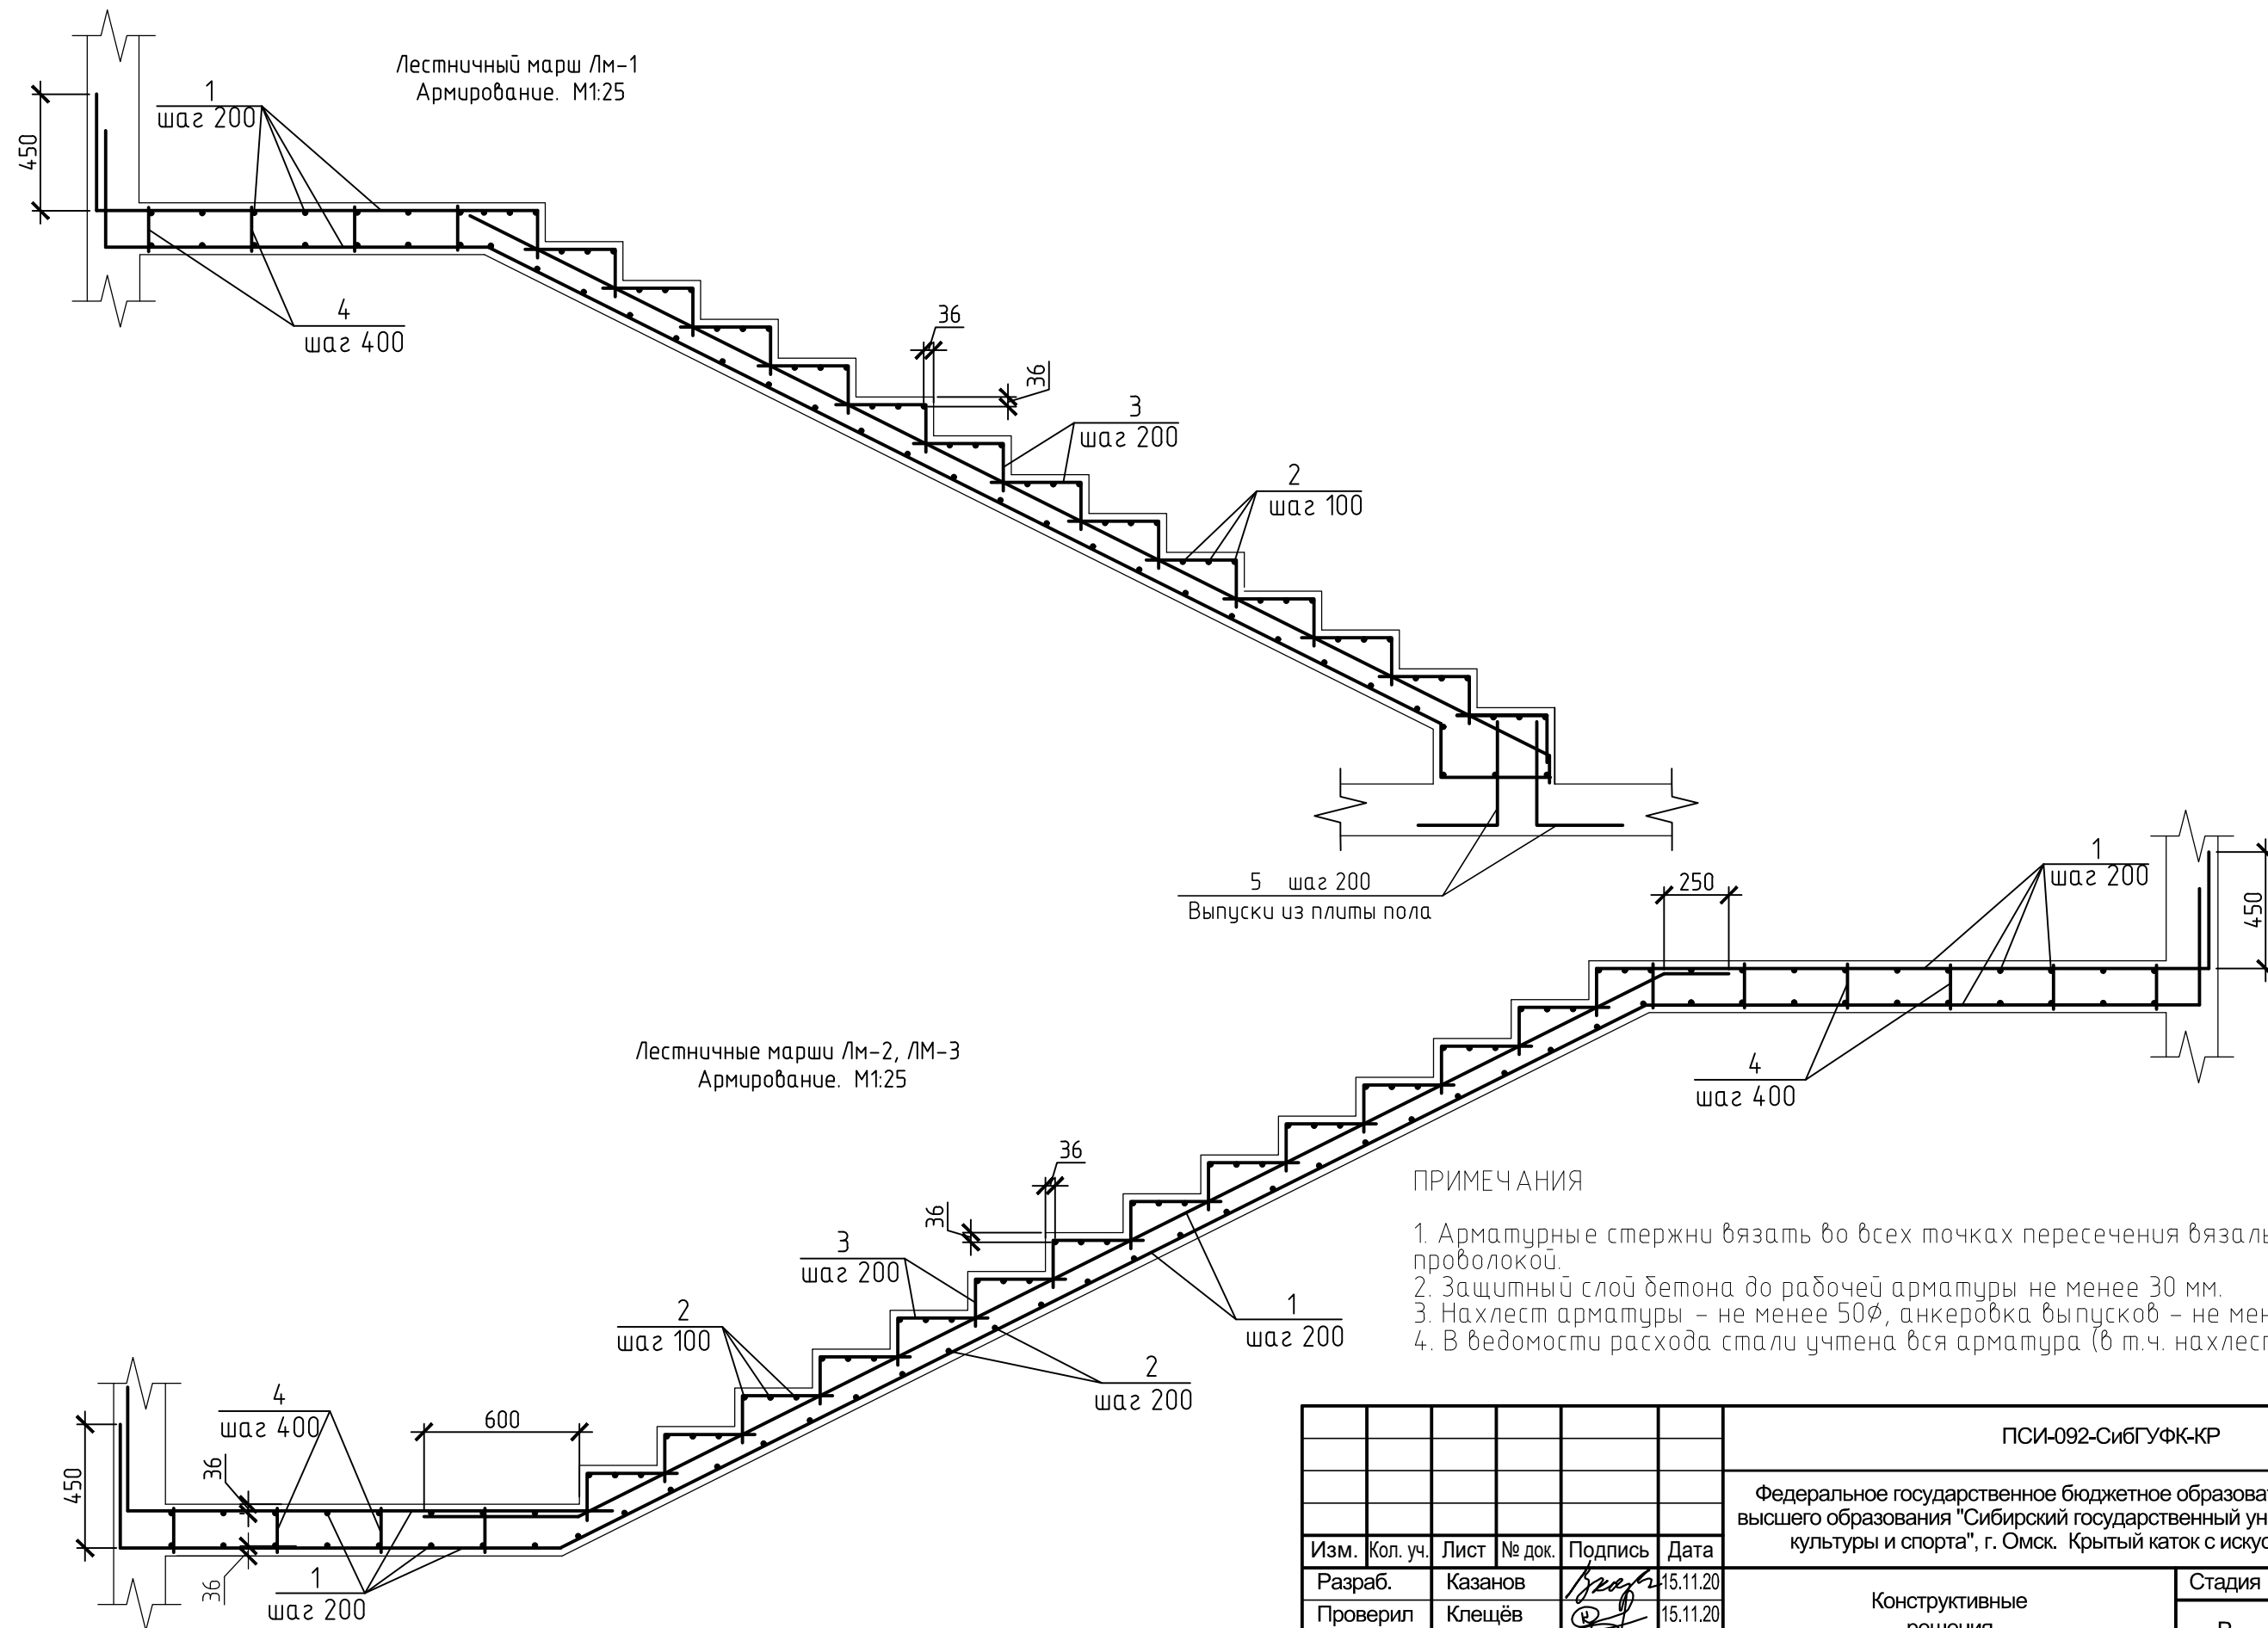 Лестничный марш Лм-1
Армирование. М1:25
450
1
шаг 200
4
шаг 400
36
36
3
шаг 200
2
шаг 100
5 шаг 200
Выпуски из плиты пола
250
1
шаг 200
450
4
шаг 400
Лестничные марши Лм-2, ЛМ-3
Армирование. М1:25
36
36
3
шаг 200
2
шаг 100
1
шаг 200
2
шаг 200
4
шаг 400
600
450
36
36
1
шаг 200
ПРИМЕЧАНИЯ
1. Арматурные стержни вязать во всех точках пересечения
проволокой.
2. Защитный слой бетона до рабочей арматуры не менее 30 мм.
3. Нахлест арматуры - не менее 50Ø, анкеровка выпусков - не
4. В ведомости расхода стали учтена вся арматура (в т.ч.
ПСИ-092-СибГУФК-КР
Федеральное государственное бюджетное
высшего образования "Сибирский государственный
культуры и спорта", г. Омск. Крытый каток с
Изм. Кол. уч. Лист № док. Подпись Дата
Разраб. Казанов 15.11.20
Проверил Клещёв 15.11.20
Конструктивные
Стадия